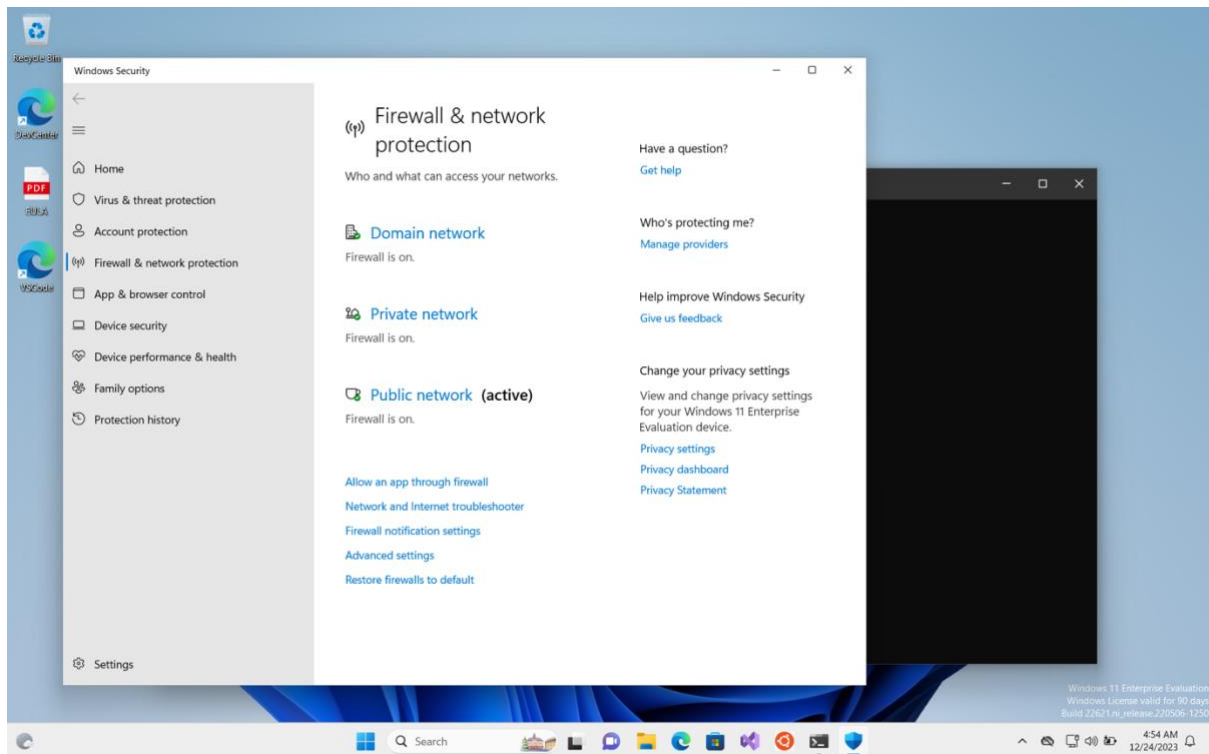 Recycle Bin
DevCenter
PDF
EULA
VSCode
Windows Security
Home
Virus & threat protection
Account protection
Firewall & network protection
App & browser control
Device security
Device performance & health
Family options
Protection history
Settings
Firewall & network
protection
Who and what can access your networks.
Domain network
Firewall is on.
Private network
Firewall is on.
Public network (active)
Firewall is on.
Allow an app through firewall
Network and Internet troubleshooter
Firewall notification settings
Advanced settings
Restore firewalls to default
Have a question?
Get help
Who's protecting me?
Manage providers
Help improve Windows Security
Give us feedback
Change your privacy settings
View and change privacy settings
for your Windows 11 Enterprise
Evaluation device.
Privacy settings
Privacy dashboard
Privacy Statement
Windows 11 Enterprise Evaluation
Windows License valid for 90 days
Build 22621.ni_release.220506-1250
Search
4:54 AM
12/24/2023